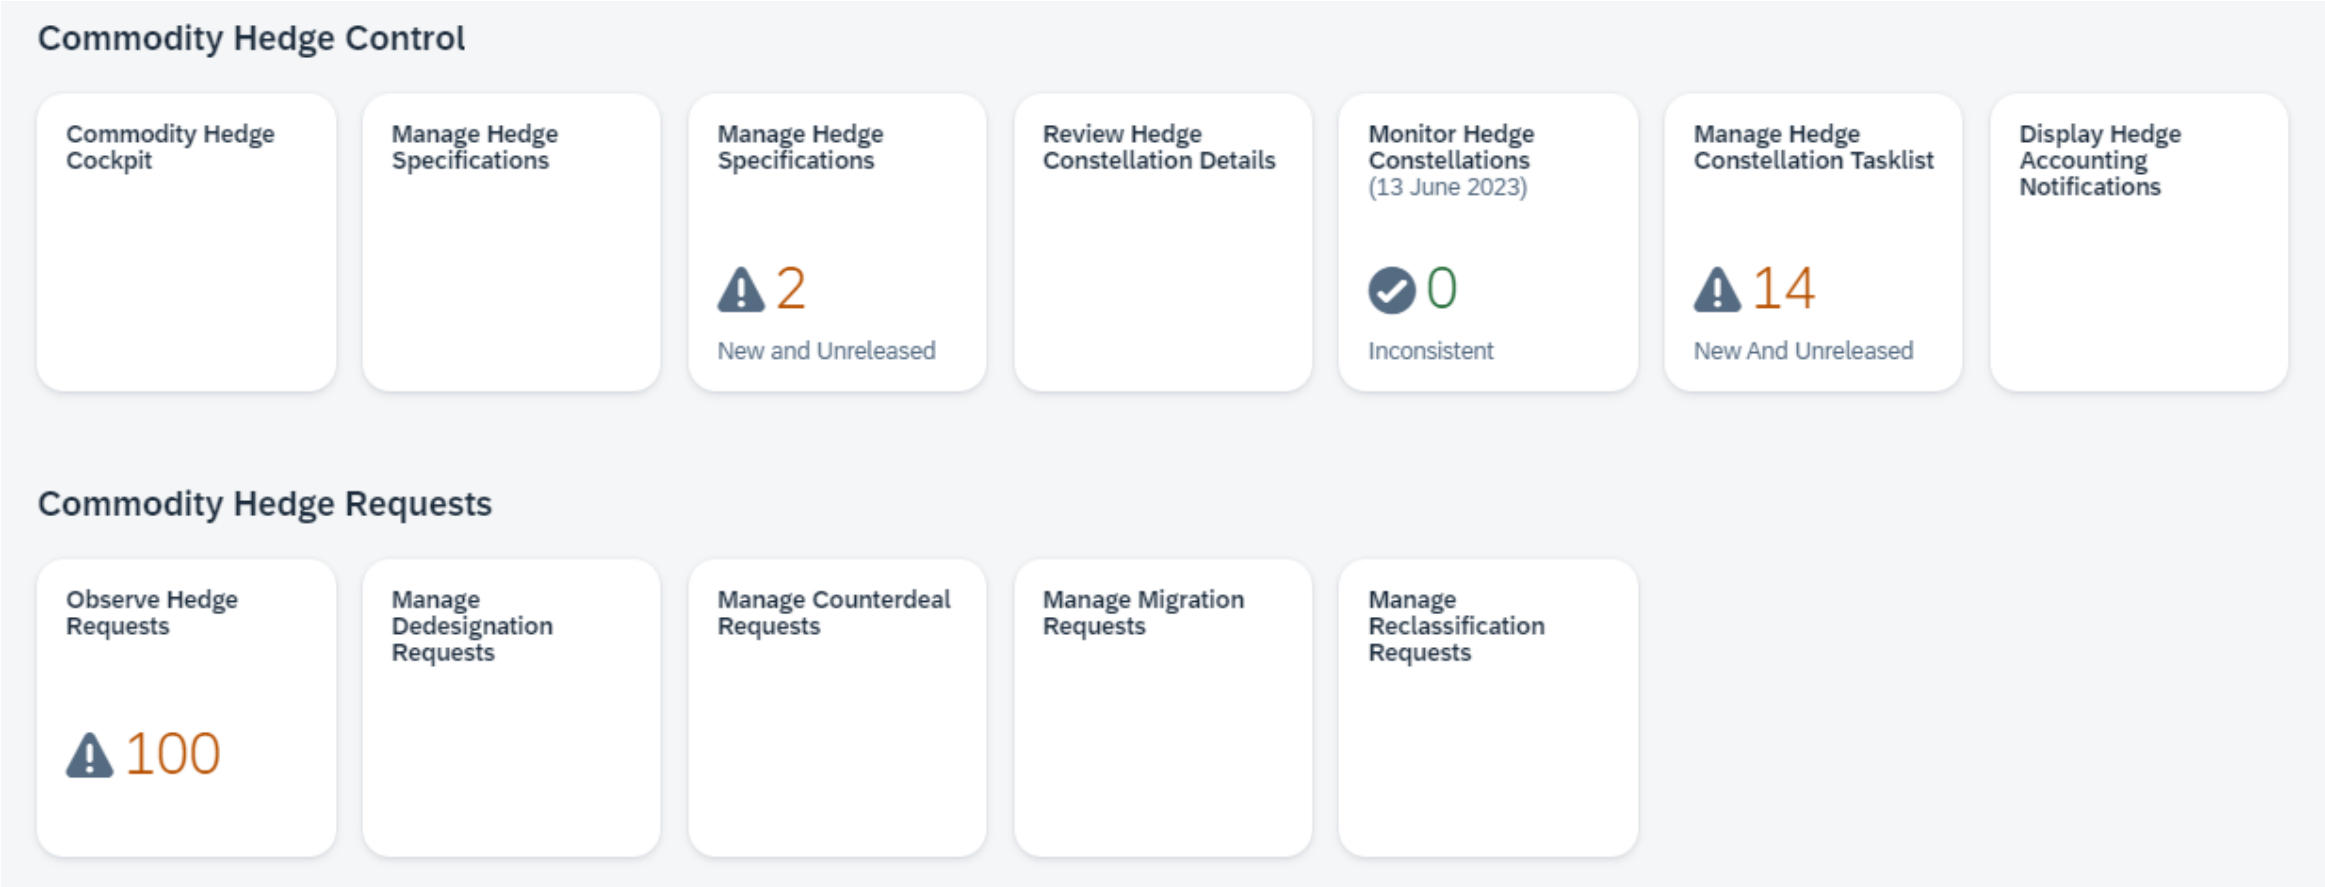 Commodity Hedge Control
Commodity Hedge
Cockpit
Manage Hedge
Specifications
Manage Hedge
Specifications
2
New and Unreleased
Review Hedge
Constellation Details
Monitor Hedge
Constellations
(13 June 2023)
0
Inconsistent
Manage Hedge
Constellation Tasklist
14
New And Unreleased
Display Hedge
Accounting
Notifications
Commodity Hedge Requests
Observe Hedge
Requests
100
Manage
Dedesignation
Requests
Manage Counterdeal
Requests
Manage Migration
Requests
Manage
Reclassification
Requests